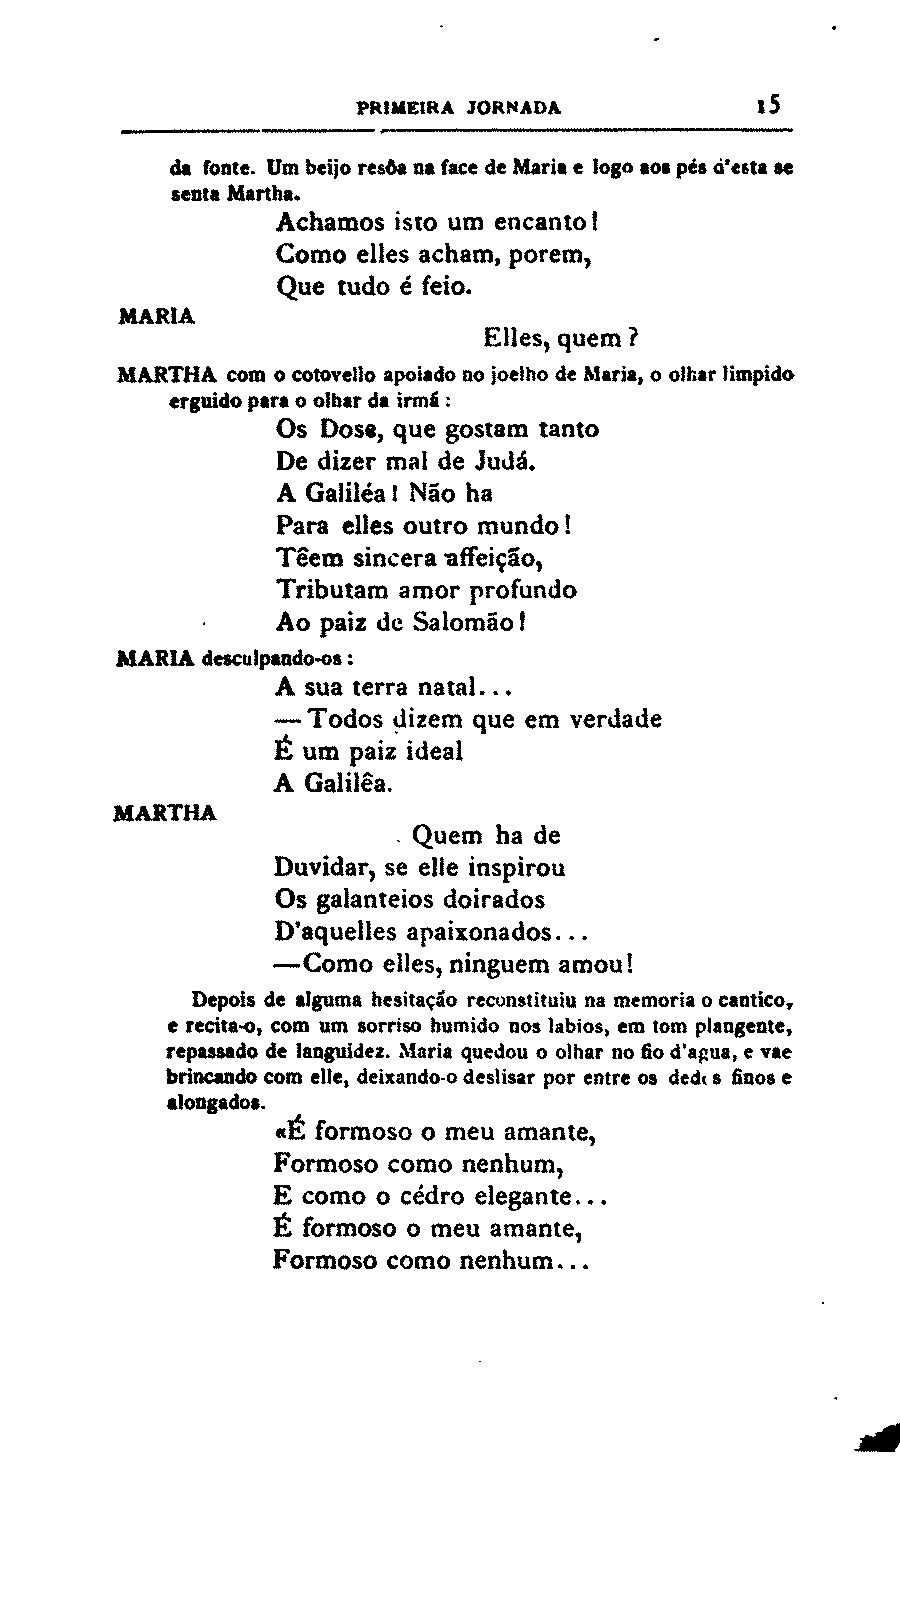 PRIMEIRA JORNADA 15
da fonte. Um beijo resôa na face de Maria e logo aos pés d'esta se
senta Martha.
Achamos isto um encanto!
Como elles acham, porem,
Que tudo é feio.
MARIA
Elles, quem?
MARTHA com o cotovello apoiado no joelho de Maria, o olhar limpido
erguido para o olhar da irmã:
Os Dose, que gostam tanto
De dizer mal de Judá.
A Galiléa! Não ha
Para elles outro mundo!
Têem sincera affeição,
Tributam amor profundo
Ao paiz de Salomão!
MARIA desculpando-os:
A sua terra natal...
— Todos dizem que em verdade
É um paiz ideal
A Galilêa.
MARTHA
Quem ha de
Duvidar, se elle inspirou
Os galanteios doirados
D'aquelles apaixonados...
—Como elles, ninguem amou!
Depois de alguma hesitação reconstituiu na memoria o cantico,
e recita-o, com um sorriso humido nos labios, em tom plangente,
repassado de languidez. Maria quedou o olhar no fio d'agua, e vae
brincando com elle, deixando-o deslisar por entre os dedos finos e
alongados.
«É formoso o meu amante,
Formoso como nenhum,
E como o cédro elegante...
É formoso o meu amante,
Formoso como nenhum...